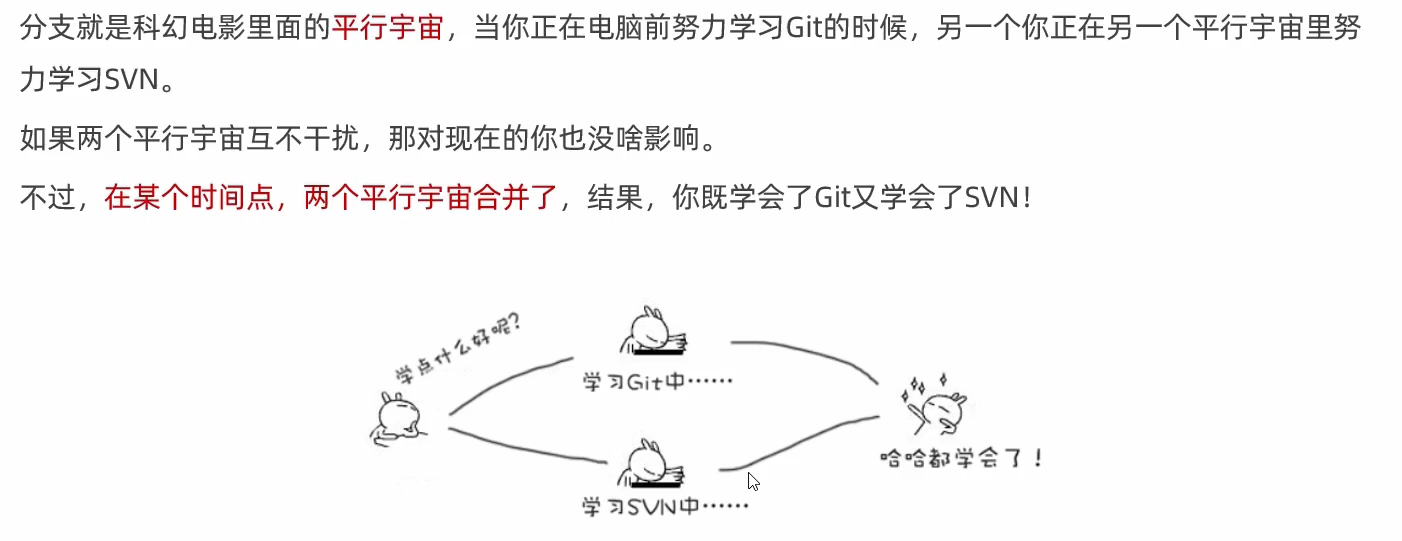 分支就是科幻电影里面的平行宇宙，当你正在电脑前努力学习Git的时候，另一个你正在另一个平行宇宙里努
力学习SVN。
如果两个平行宇宙互不干扰，那对现在的你也没啥影响。
不过，在某个时间点，两个平行宇宙合并了，结果，你既学会了Git又学会了SVN！
学点什么好呢？
学习Git中……
哈哈都学会了！
学习SVN中……